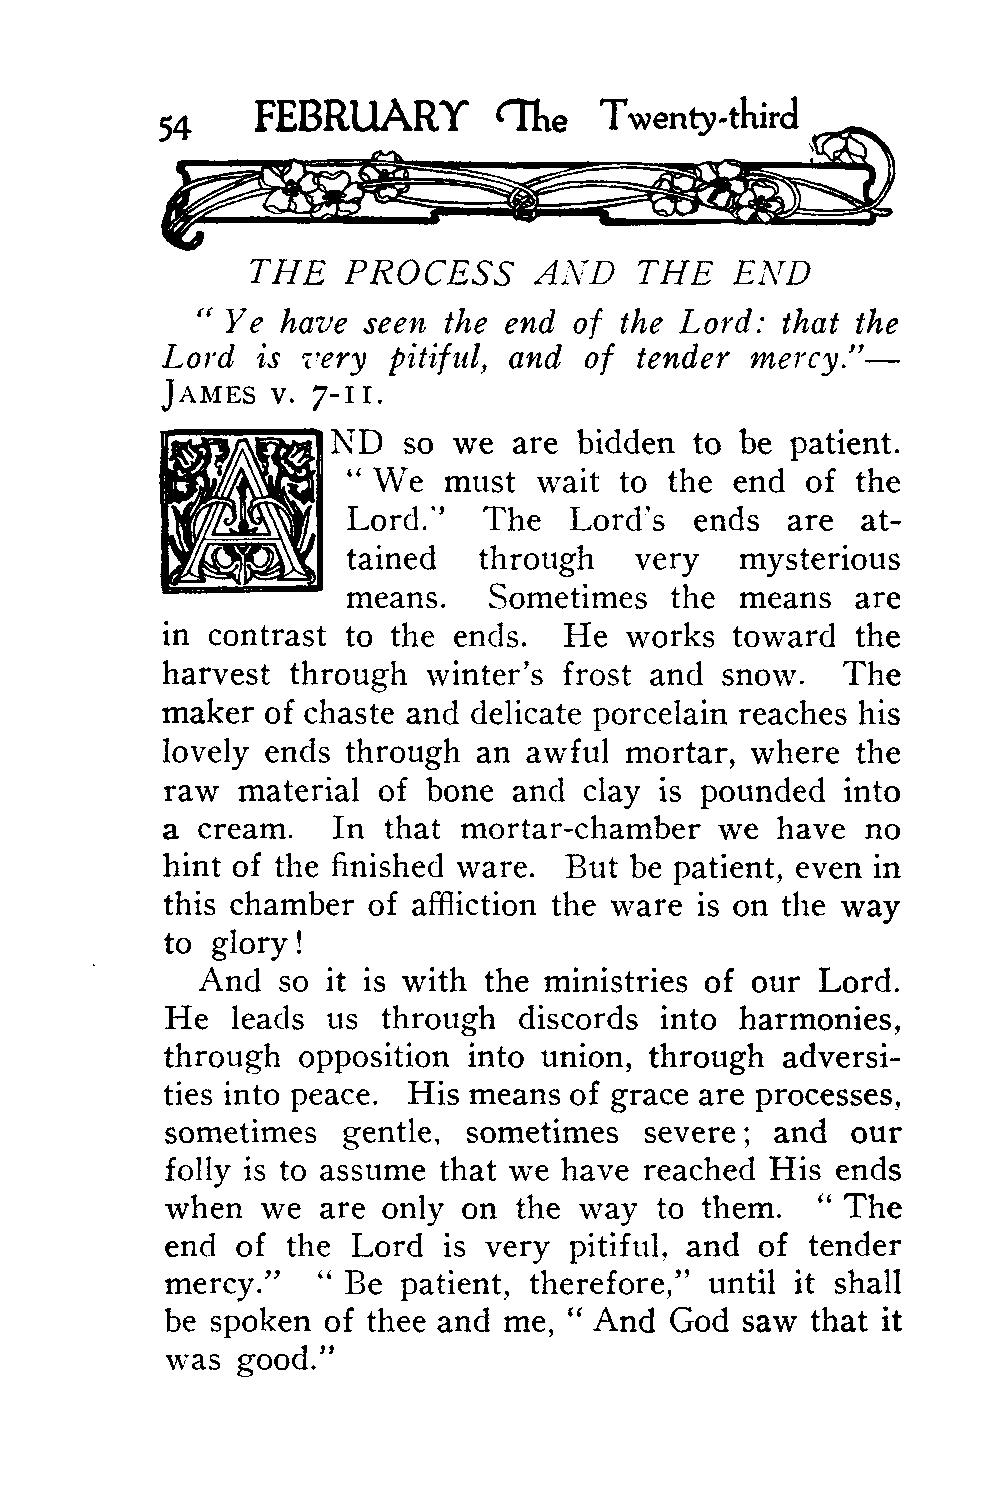 54 FEBRUARY The Twenty-third
THE PROCESS AND THE END
“ Ye have seen the end of the Lord: that the
Lord is very pitiful, and of tender mercy.”—
JAMES v. 7-11.
AND so we are bidden to be patient.
“ We must wait to the end of the
Lord.” The Lord's ends are at-
tained through very mysterious
means. Sometimes the means are
in contrast to the ends. He works toward the
harvest through winter's frost and snow. The
maker of chaste and delicate porcelain reaches his
lovely ends through an awful mortar, where the
raw material of bone and clay is pounded into
a cream. In that mortar-chamber we have no
hint of the finished ware. But be patient, even in
this chamber of affliction the ware is on the way
to glory!
And so it is with the ministries of our Lord.
He leads us through discords into harmonies,
through opposition into union, through adversi-
ties into peace. His means of grace are processes,
sometimes gentle, sometimes severe; and our
folly is to assume that we have reached His ends
when we are only on the way to them. “ The
end of the Lord is very pitiful, and of tender
mercy.” “ Be patient, therefore,” until it shall
be spoken of thee and me, “ And God saw that it
was good.”